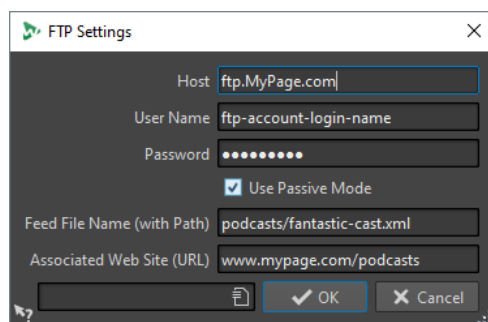 FTP Settings
Host ftp.MyPage.com
User Name ftp-account-login-name
Password •••••••••
Use Passive Mode
Feed File Name (with Path) podcasts/fantastic-cast.xml
Associated Web Site (URL) www.mypage.com/podcasts
OK Cancel